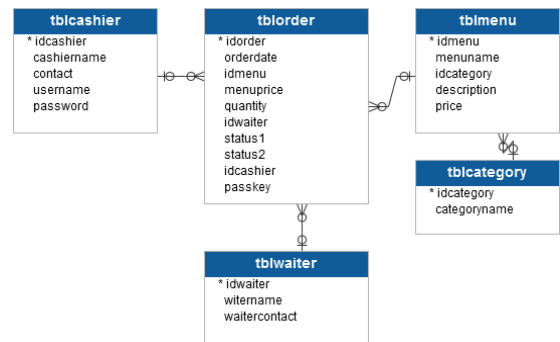 tblcashier
* idcashier
cashiername
contact
username
password
tblorder
* idorder
orderdate
idmenu
menuprice
quantity
idwaiter
status1
status2
idcashier
passkey
tblmenu
* idmenu
menuname
idcategory
description
price
tblcategory
* idcategory
categoryname
tblwaiter
* idwaiter
witername
waitercontact